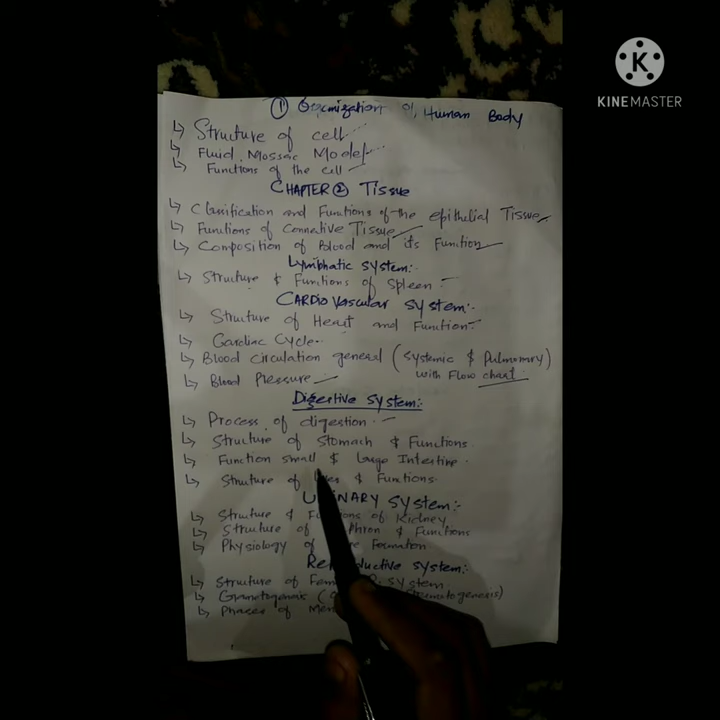 KINEMASTER
① Organization of Human Body
↳ Structure of cell
↳ Fluid Mossaic Model
↳ Functions of the cell
CHAPTER ② Tissue
↳ Classification and Functions of the epithelial Tissue
↳ Functions of Connative Tissue
↳ Composition of Blood and its Function
Lymphatic system:-
↳ Structure & Functions of Spleen
CARDIO Vascular system:-
↳ Structure of Heart and Function
↳ Cardiac Cycle
↳ Blood Circulation general (systemic & Pulmonary)
with Flow chart
↳ Blood Pressure
Digestive system:-
↳ Process of digestion
↳ Structure of Stomach & Functions
↳ Function small & Large Intestine
↳ Structure of & Functions
URINARY system:-
↳ Structure & Functions of Kidney
↳ Structure of & Functions
↳ Physiology of Formation
Reproductive system:-
↳ Structure of system
↳ Phases of